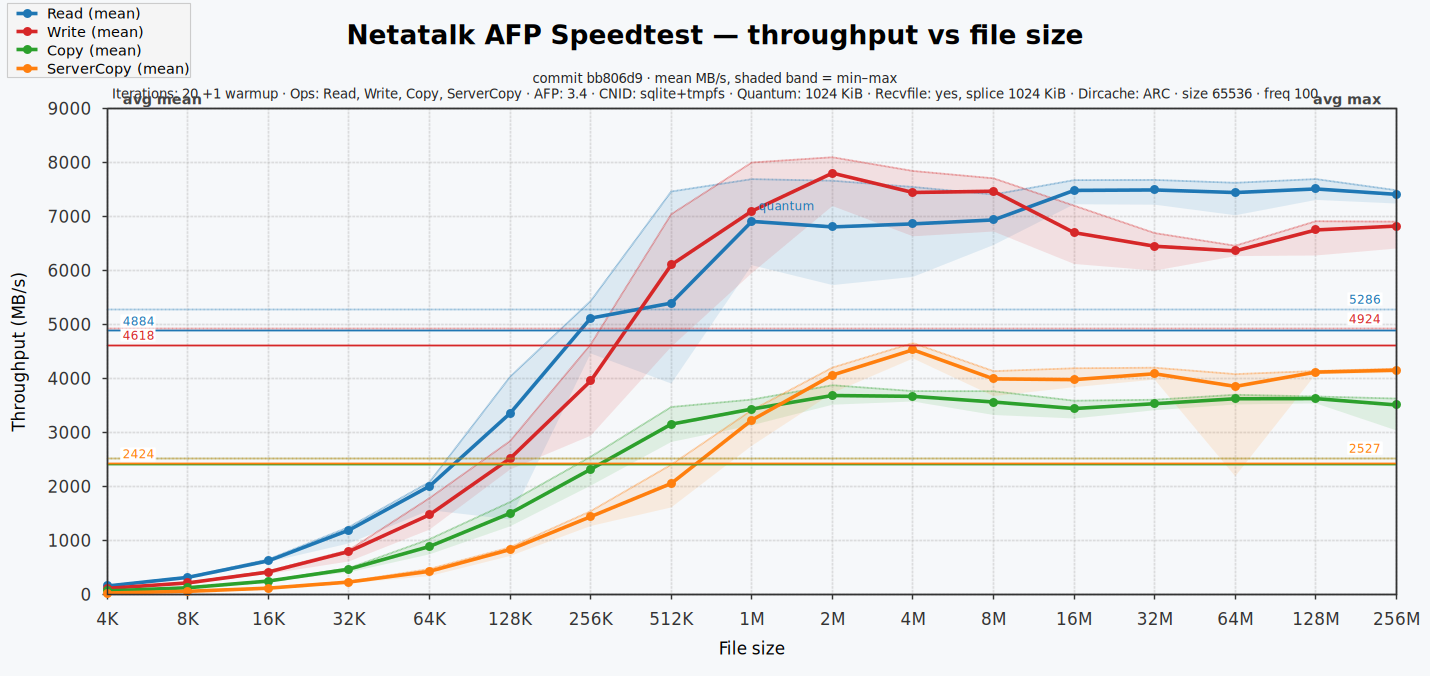 Read (mean)
Write (mean)
Copy (mean)
ServerCopy (mean)
Netatalk AFP Speedtest — throughput vs file size
commit bb806d9 · mean MB/s, shaded band = min–max
Iterations: 20 +1 warmup · Ops: Read, Write, Copy, ServerCopy · AFP: 3.4 · CNID: sqlite+tmpfs · Quantum: 1024 KiB · Recvfile: yes, splice 1024 KiB · Dircache: ARC · size 65536 · freq 100
avg mean
avg max
9000
8000
7000
6000
5000
4000
3000
2000
1000
0
Throughput (MB/s)
quantum
4884
4618
2424
5286
4924
2527
4K 8K 16K 32K 64K 128K 256K 512K 1M 2M 4M 8M 16M 32M 64M 128M 256M
File size